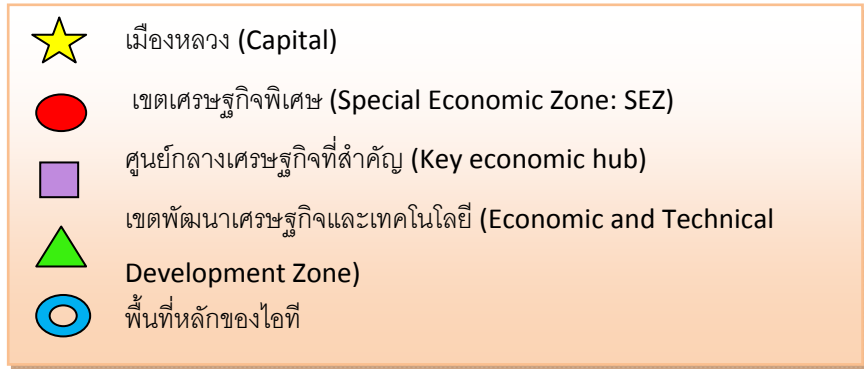 เมืองหลวง (Capital)
เขตเศรษฐกิจพิเศษ (Special Economic Zone: SEZ)
ศูนย์กลางเศรษฐกิจที่สำคัญ (Key economic hub)
เขตพัฒนาเศรษฐกิจและเทคโนโลยี (Economic and Technical
Development Zone)
พื้นที่หลักของไอที